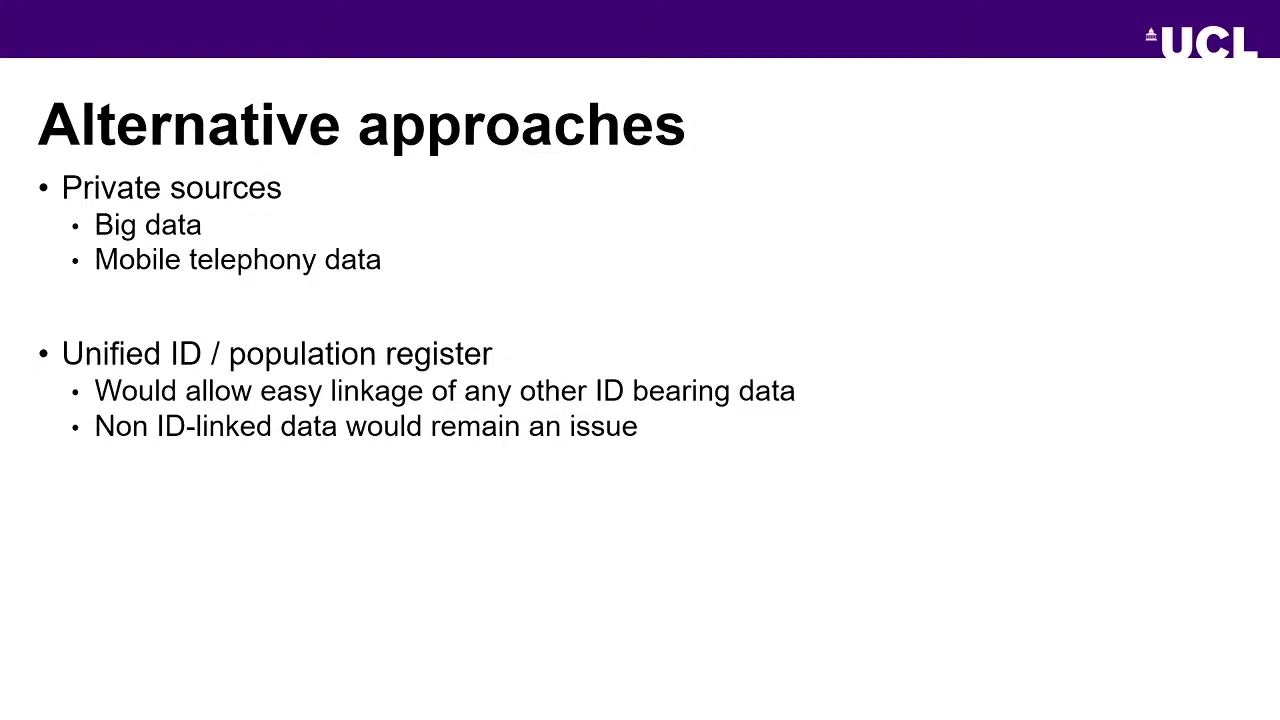 UCL
Alternative approaches
• Private sources
• Big data
• Mobile telephony data
• Unified ID / population register
• Would allow easy linkage of any other ID bearing data
• Non ID-linked data would remain an issue